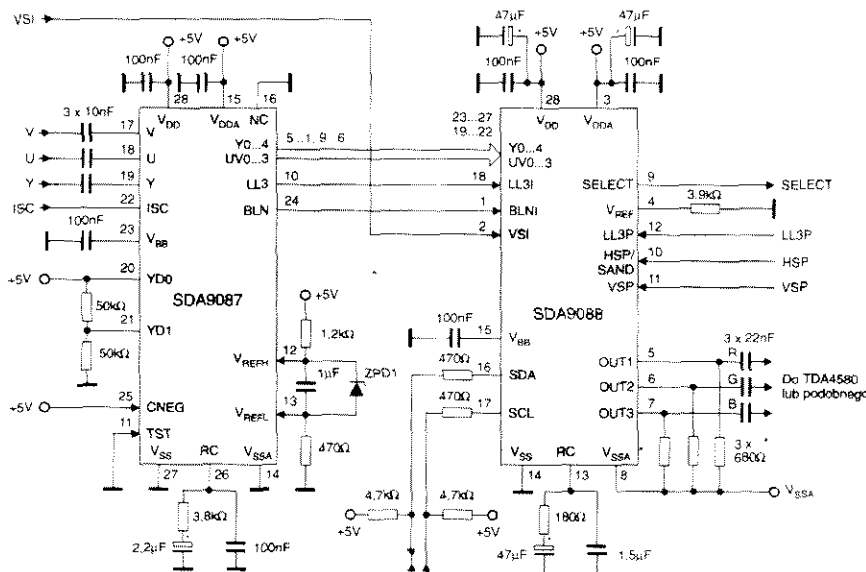 VSI
+5V
+5V
100nF
100nF
28
15
16
VDD
VDDA
NC
3 x 10nF
V
17
V
U
18
U
Y
19
Y
ISC
22
ISC
100nF
23
VBB
+5V
20
YD0
50kΩ
21
YD1
50kΩ
+5V
25
CNEG
11
TST
SDA9087
Y0...4
5...1, 9 6
UV0...3
LL3
10
BLN
24
+5V
1,2kΩ
VREFH
12
1µF
ZPD1
VREFL
13
470Ω
VSS
RC
VSSA
27
26
14
3,8kΩ
2,2µF
100nF
47µF
47µF
+5V
+5V
100nF
100nF
28
3
VDD
VDDA
23...27
19...22
Y0...4
UV0...3
18
LL3I
1
BLNI
2
VSI
SDA9088
SELECT
9
SELECT
VREF
4
3.9kΩ
LL3P
12
LL3P
HSP/
SAND
10
HSP
VSP
11
VSP
100nF
15
VBB
470Ω
16
SDA
470Ω
17
SCL
OUT1
5
R
3 x 22nF
OUT2
6
G
OUT3
7
B
Do TDA4580
lub podobnego
3 x
680Ω
VSS
RC
VSSA
14
13
8
VSSA
4,7kΩ
4,7kΩ
+5V
+5V
180Ω
47µF
1,5µF